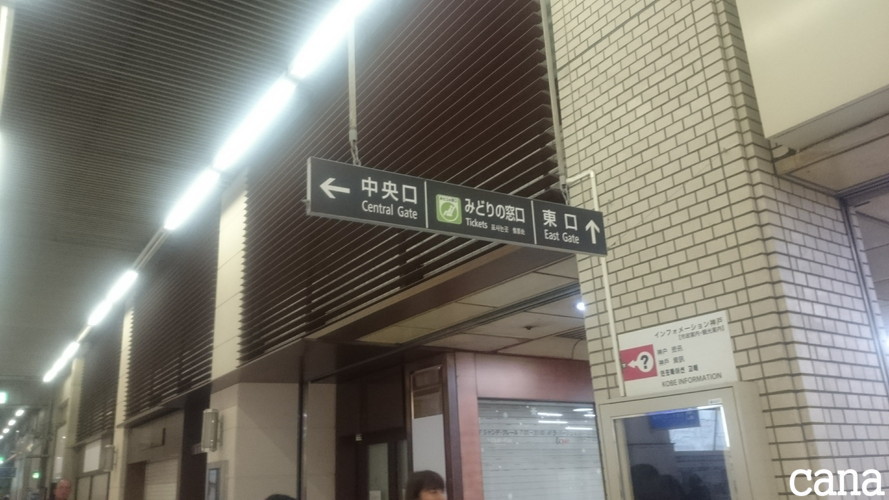 中央口
Central Gate
みどりの窓口
Tickets
東口
East Gate
インフォメーション神戸
?
KOBE INFORMATION
cana